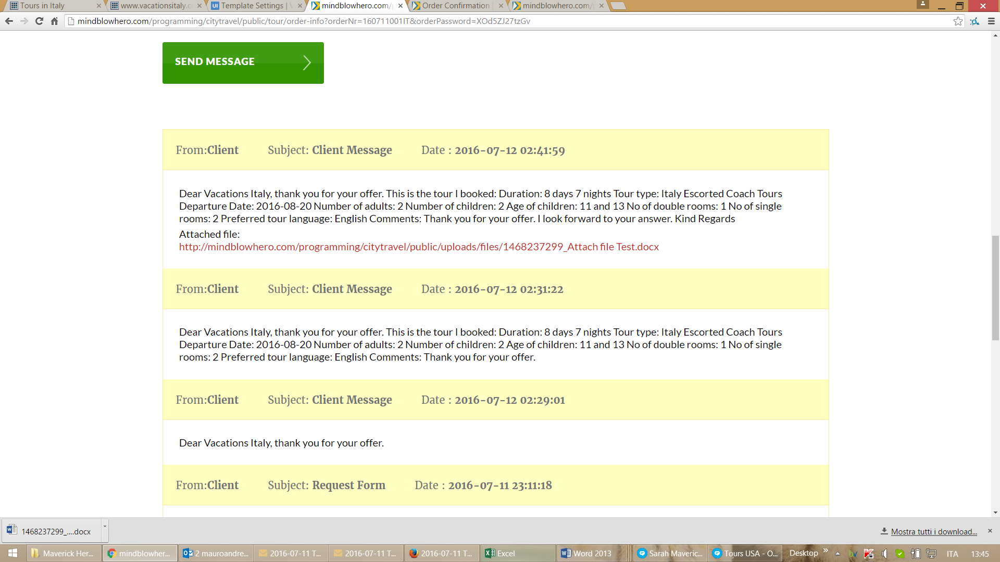 Tours in Italy
www.vacationsitaly.co
Template Settings | V
mindblowhero.com/p
Order Confirmation |
mindblowhero.com/p
mindblowhero.com/programming/citytravel/public/tour/order-info?orderNr=160711001IT&orderPassword=XOd5ZJ27tzGv
SEND MESSAGE
From:Client Subject: Client Message Date : 2016-07-12 02:41:59
Dear Vacations Italy, thank you for your offer. This is the tour I booked: Duration: 8 days 7 nights Tour type: Italy Escorted Coach Tours
Departure Date: 2016-08-20 Number of adults: 2 Number of children: 2 Age of children: 11 and 13 No of double rooms: 1 No of single
rooms: 2 Preferred tour language: English Comments: Thank you for your offer. I look forward to your answer. Kind Regards
Attached file:
http://mindblowhero.com/programming/citytravel/public/uploads/files/1468237299_Attach file Test.docx
From:Client Subject: Client Message Date : 2016-07-12 02:31:22
Dear Vacations Italy, thank you for your offer. This is the tour I booked: Duration: 8 days 7 nights Tour type: Italy Escorted Coach Tours
Departure Date: 2016-08-20 Number of adults: 2 Number of children: 2 Age of children: 11 and 13 No of double rooms: 1 No of single
rooms: 2 Preferred tour language: English Comments: Thank you for your offer.
From:Client Subject: Client Message Date : 2016-07-12 02:29:01
Dear Vacations Italy, thank you for your offer.
From:Client Subject: Request Form Date : 2016-07-11 23:11:18
1468237299_....docx
Mostra tutti i download...
Maverick Her...
mindblowher...
2 mauroandre...
2016-07-11 T...
2016-07-11 T...
2016-07-11 T...
Excel
Word 2013
Sarah Maveric...
Tours USA - O...
Desktop
ITA
13:45